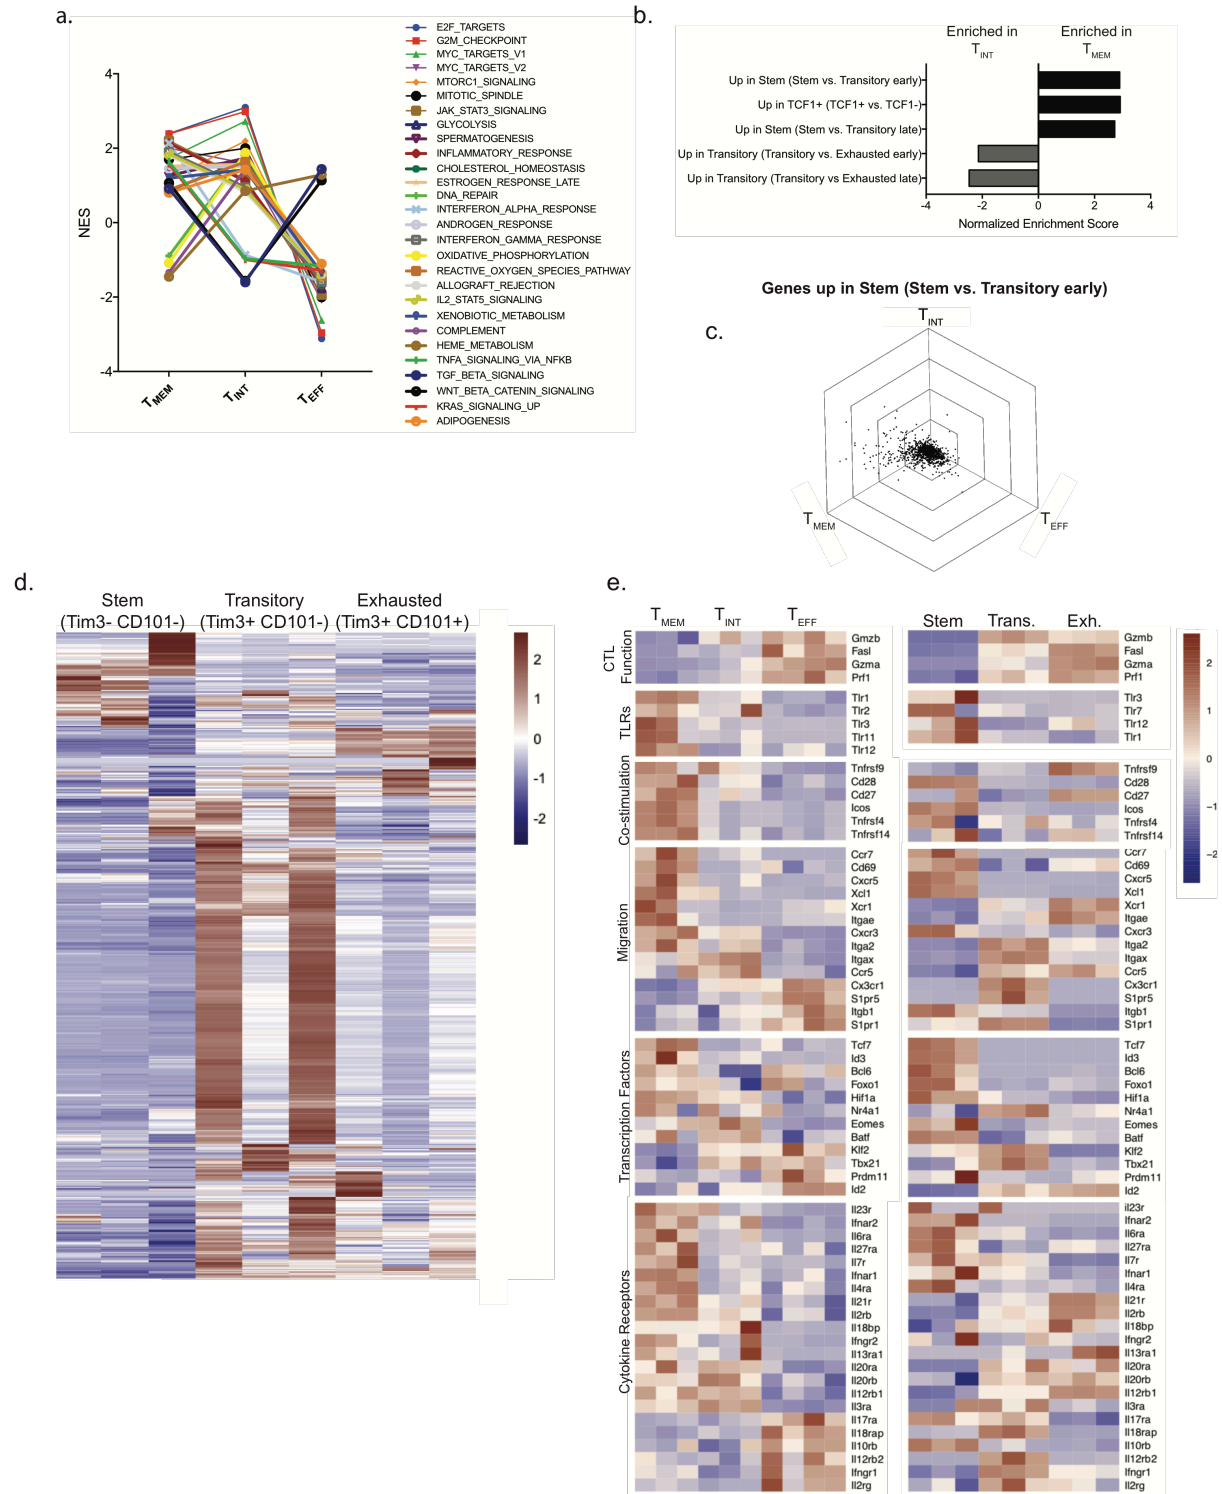 a.
E2F_TARGETS
G2M_CHECKPOINT
MYC_TARGETS_V1
MYC_TARGETS_V2
MTORC1_SIGNALING
MITOTIC_SPINDLE
JAK_STAT3_SIGNALING
GLYCOLYSIS
SPERMATOGENESIS
INFLAMMATORY_RESPONSE
CHOLESTEROL_HOMEOSTASIS
ESTROGEN_RESPONSE_LATE
DNA_REPAIR
INTERFERON_ALPHA_RESPONSE
ANDROGEN_RESPONSE
INTERFERON_GAMMA_RESPONSE
OXIDATIVE_PHOSPHORYLATION
REACTIVE_OXYGEN_SPECIES_PATHWAY
ALLOGRAFT_REJECTION
IL2_STAT5_SIGNALING
XENOBIOTIC_METABOLISM
COMPLEMENT
HEME_METABOLISM
TNFA_SIGNALING_VIA_NFKB
TGF_BETA_SIGNALING
WNT_BETA_CATENIN_SIGNALING
KRAS_SIGNALING_UP
ADIPOGENESIS
4
2
0
-2
-4
NES
TMEM
TINT
TEFF
b.
Enriched in TINT
Enriched in TMEM
Up in Stem (Stem vs. Transitory early)
Up in TCF1+ (TCF1+ vs. TCF1-)
Up in Stem (Stem vs. Transitory late)
Up in Transitory (Transitory vs. Exhausted early)
Up in Transitory (Transitory vs Exhausted late)
-4 -2 0 2 4
Normalized Enrichment Score
Genes up in Stem (Stem vs. Transitory early)
c.
TINT
TMEM
TEFF
d.
Stem
(Tim3- CD101-)
Transitory
(Tim3+ CD101-)
Exhausted
(Tim3+ CD101+)
2
1
0
-1
-2
e.
TMEM TINT TEFF
CTL Function
Gmzb
Fasl
Gzma
Prf1
TLRs
Tlr1
Tlr2
Tlr3
Tlr11
Tlr12
Co-stimulation
Tnfrsf9
Cd28
Cd27
Icos
Tnfrsf4
Tnfrsf14
Migration
Ccr7
Cd69
Cxcr5
Xcl1
Xcr1
Itgae
Cxcr3
Itga2
Itgax
Ccr5
Cx3cr1
S1pr5
Itgb1
S1pr1
Transcription Factors
Tcf7
Id3
Bcl6
Foxo1
Hif1a
Nr4a1
Eomes
Batf
Klf2
Tbx21
Prdm11
Id2
Cytokine Receptors
Il23r
Ifnar2
Il6ra
Il27ra
Il7r
Ifnar1
Il4ra
Il21r
Il2rb
Il18bp
Ifngr2
Il13ra1
Il20ra
Il20rb
Il12rb1
Il3ra
Il17ra
Il18rap
Il10rb
Il12rb2
Ifngr1
Il2rg
Stem Trans. Exh.
Gzmb
Fasl
Gzma
Prf1
Tlr3
Tlr7
Tlr12
Tlr1
Tnfrsf9
Cd28
Cd27
Icos
Tnfrsf4
Tnfrsf14
Ccr7
Cd69
Cxcr5
Xcl1
Xcr1
Itgae
Cxcr3
Itga2
Itgax
Ccr5
Cx3cr1
S1pr5
Itgb1
S1pr1
Tcf7
Id3
Bcl6
Foxo1
Hif1a
Nr4a1
Eomes
Batf
Klf2
Tbx21
Prdm11
Id2
il23r
Ifnar2
Il6ra
Il27ra
Il7r
Ifnar1
Il4ra
Il21r
Il2rb
Il18bp
Ifngr2
Il13ra1
Il20ra
Il20rb
Il12rb1
Il3ra
Il17ra
Il18rap
Il10rb
Il12rb2
Ifngr1
Il2rg
2
1
0
-1
-2